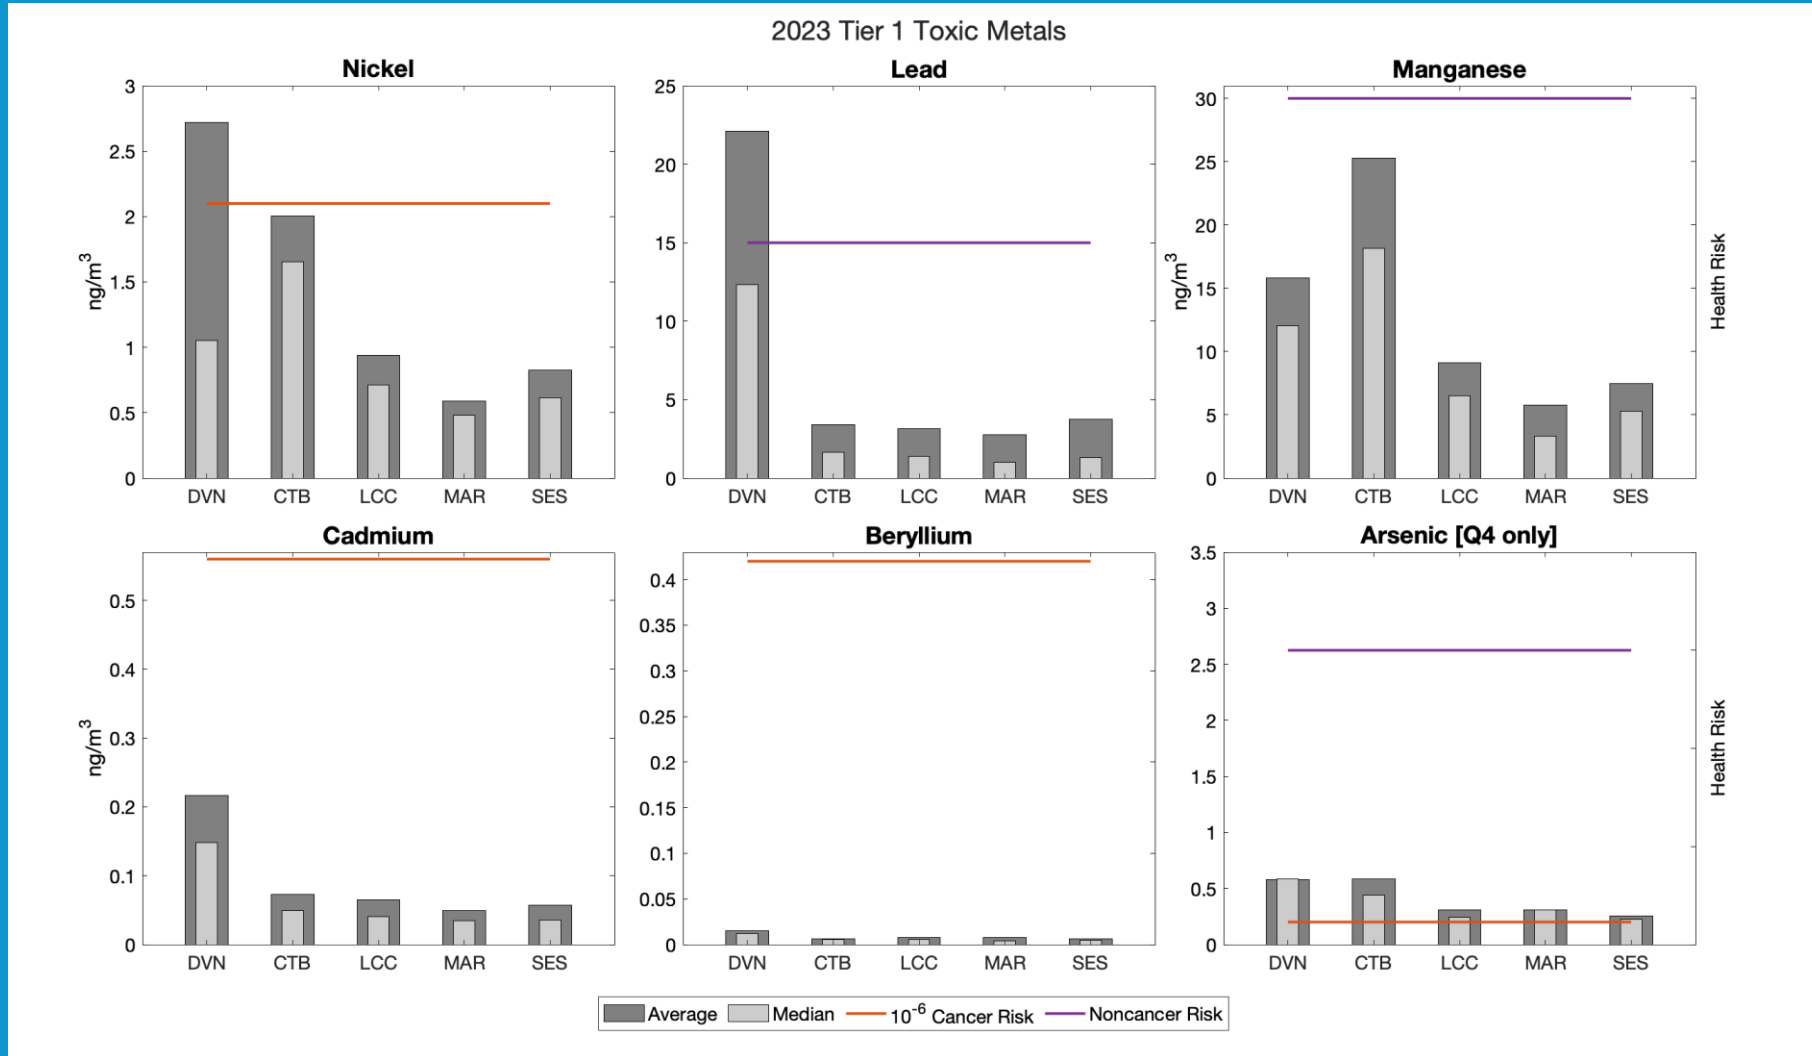 2023 Tier 1 Toxic Metals
Nickel
3
2.5
2
1.5
1
0.5
0
ng/m³
DVN CTB LCC MAR SES
Lead
25
20
15
10
5
0
DVN CTB LCC MAR SES
Manganese
30
25
20
15
10
5
0
ng/m³
DVN CTB LCC MAR SES
Health Risk
Cadmium
0.5
0.4
0.3
0.2
0.1
0
ng/m³
DVN CTB LCC MAR SES
Beryllium
0.4
0.35
0.3
0.25
0.2
0.15
0.1
0.05
0
DVN CTB LCC MAR SES
Arsenic [Q4 only]
3.5
3
2.5
2
1.5
1
0.5
0
DVN CTB LCC MAR SES
Health Risk
Average Median 10⁻⁶ Cancer Risk Noncancer Risk